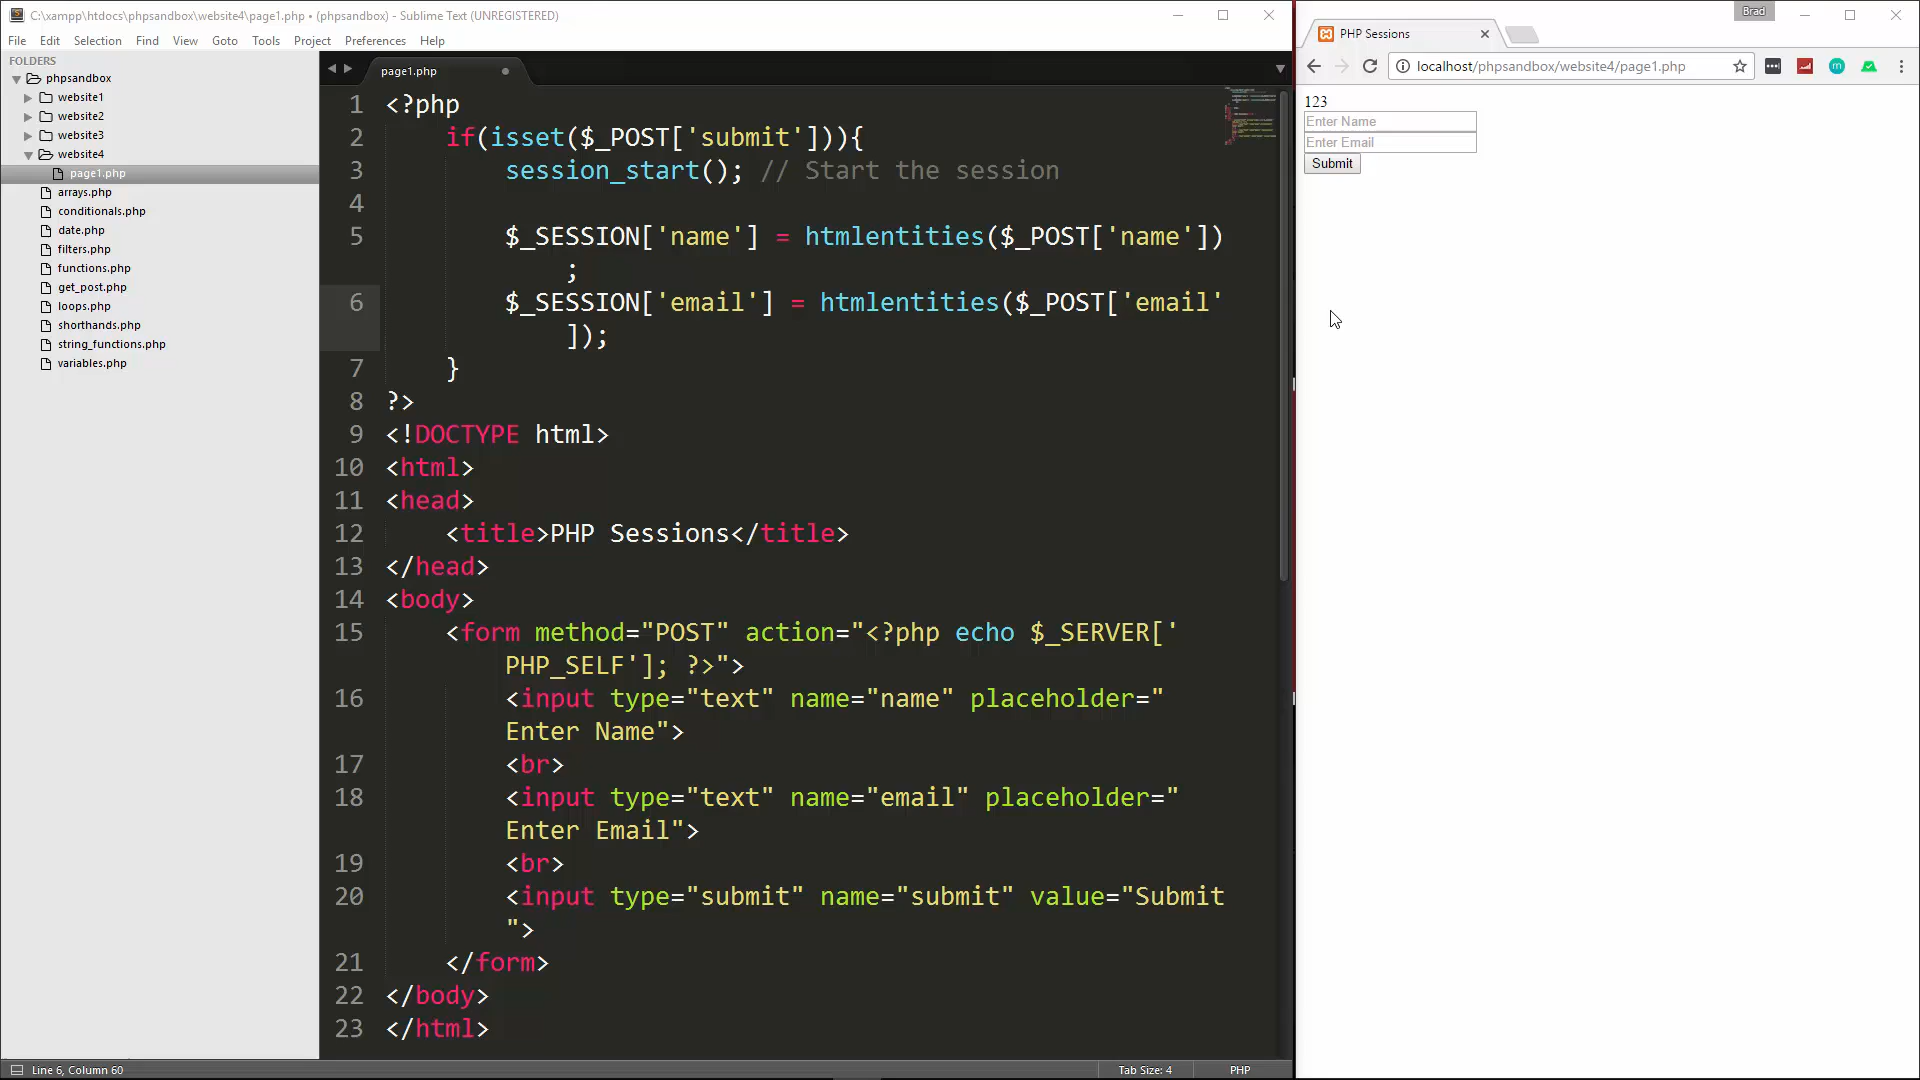 C:\xampp\htdocs\phpsandbox\website4\page1.php • (phpsandbox) - Sublime Text (UNREGISTERED)
File Edit Selection Find View Goto Tools Project Preferences Help
FOLDERS
phpsandbox
website1
website2
website3
website4
page1.php
arrays.php
conditionals.php
date.php
filters.php
functions.php
get_post.php
loops.php
shorthands.php
string_functions.php
variables.php
page1.php
1 <?php
2 if(isset($_POST['submit'])){
3 session_start(); // Start the session
4
5 $_SESSION['name'] = htmlentities($_POST['name'])
;
6 $_SESSION['email'] = htmlentities($_POST['email'
]);
7 }
8 ?>
9 <!DOCTYPE html>
10 <html>
11 <head>
12 <title>PHP Sessions</title>
13 </head>
14 <body>
15 <form method="POST" action="<?php echo $_SERVER['
PHP_SELF']; ?>">
16 <input type="text" name="name" placeholder="
Enter Name">
17 <br>
18 <input type="text" name="email" placeholder="
Enter Email">
19 <br>
20 <input type="submit" name="submit" value="Submit
">
21 </form>
22 </body>
23 </html>
Line 6, Column 60
Tab Size: 4
PHP
Brad
PHP Sessions
localhost/phpsandbox/website4/page1.php
123
Enter Name
Enter Email
Submit